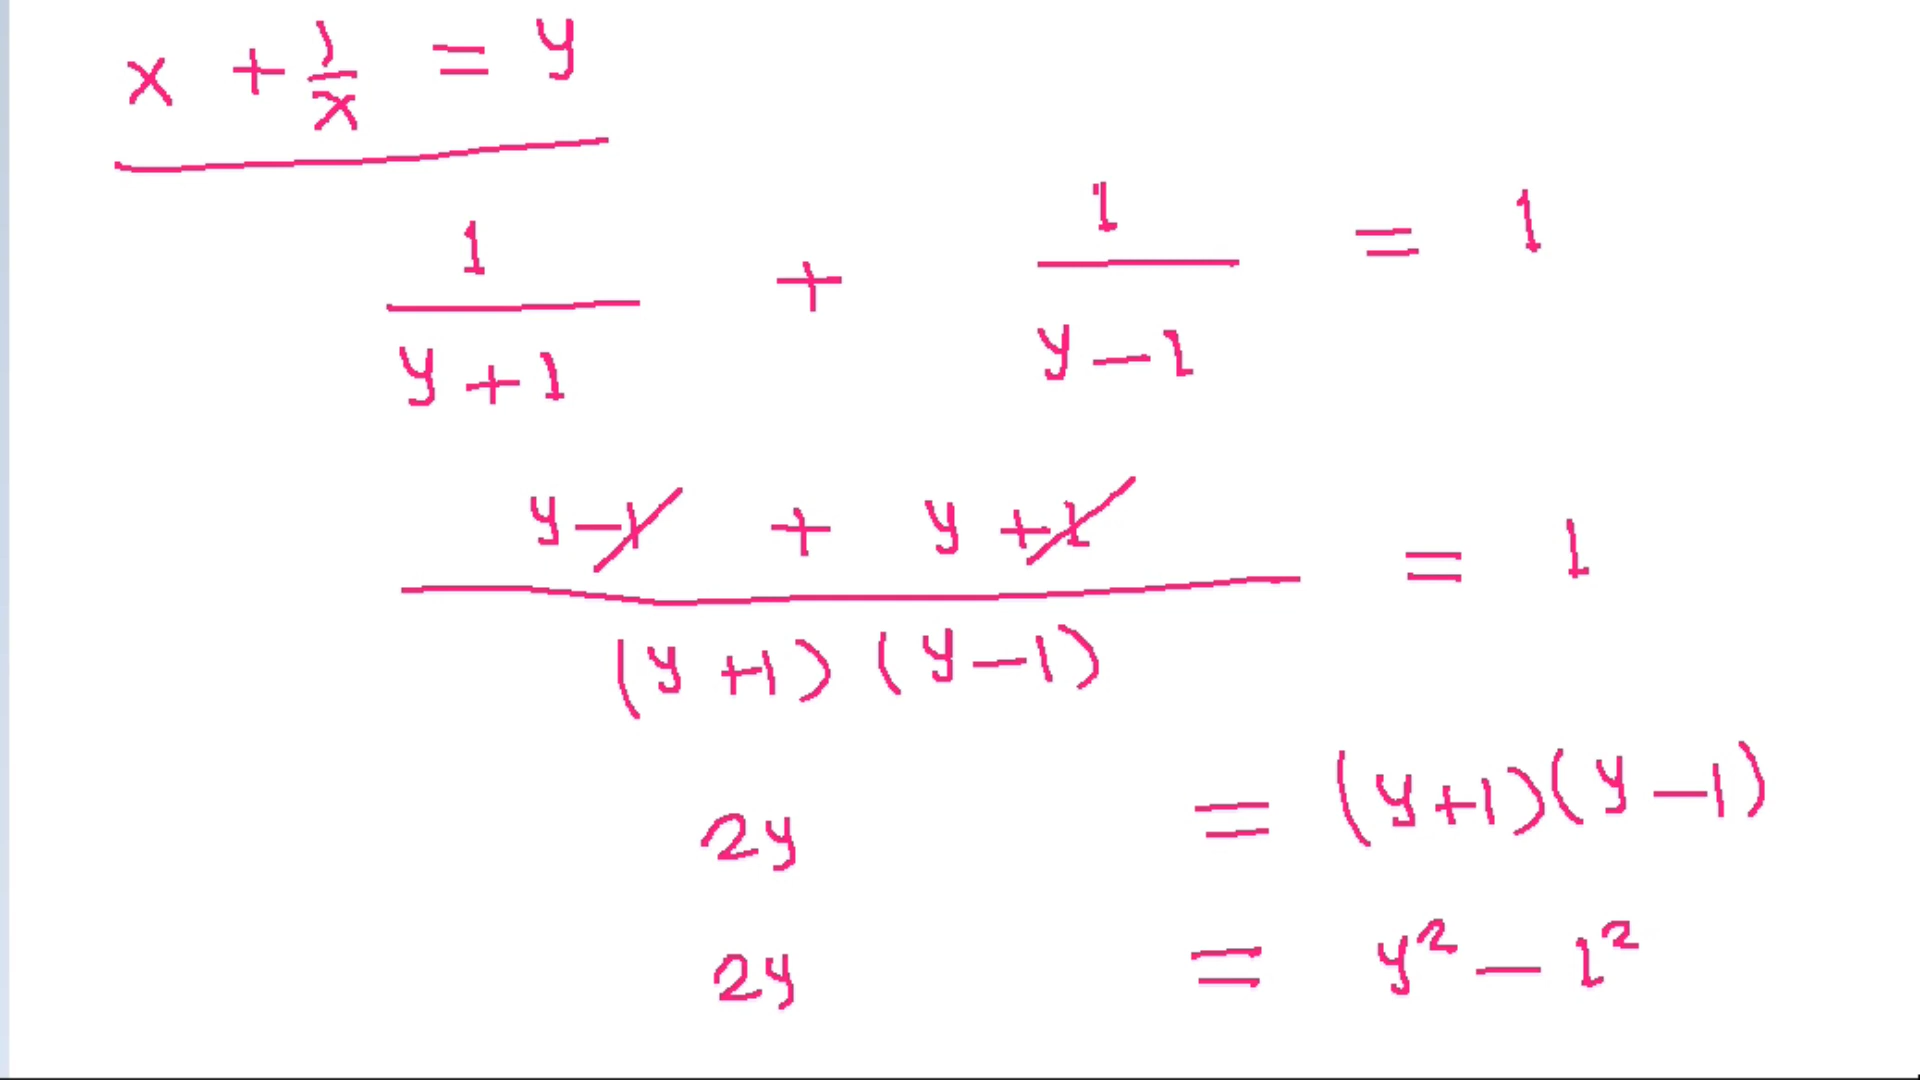 x + 1/x = y
1/(y+1) + 1/(y-1) = 1
(y-1 + y+1)/((y+1)(y-1)) = 1
2y = (y+1)(y-1)
2y = y² - 1²